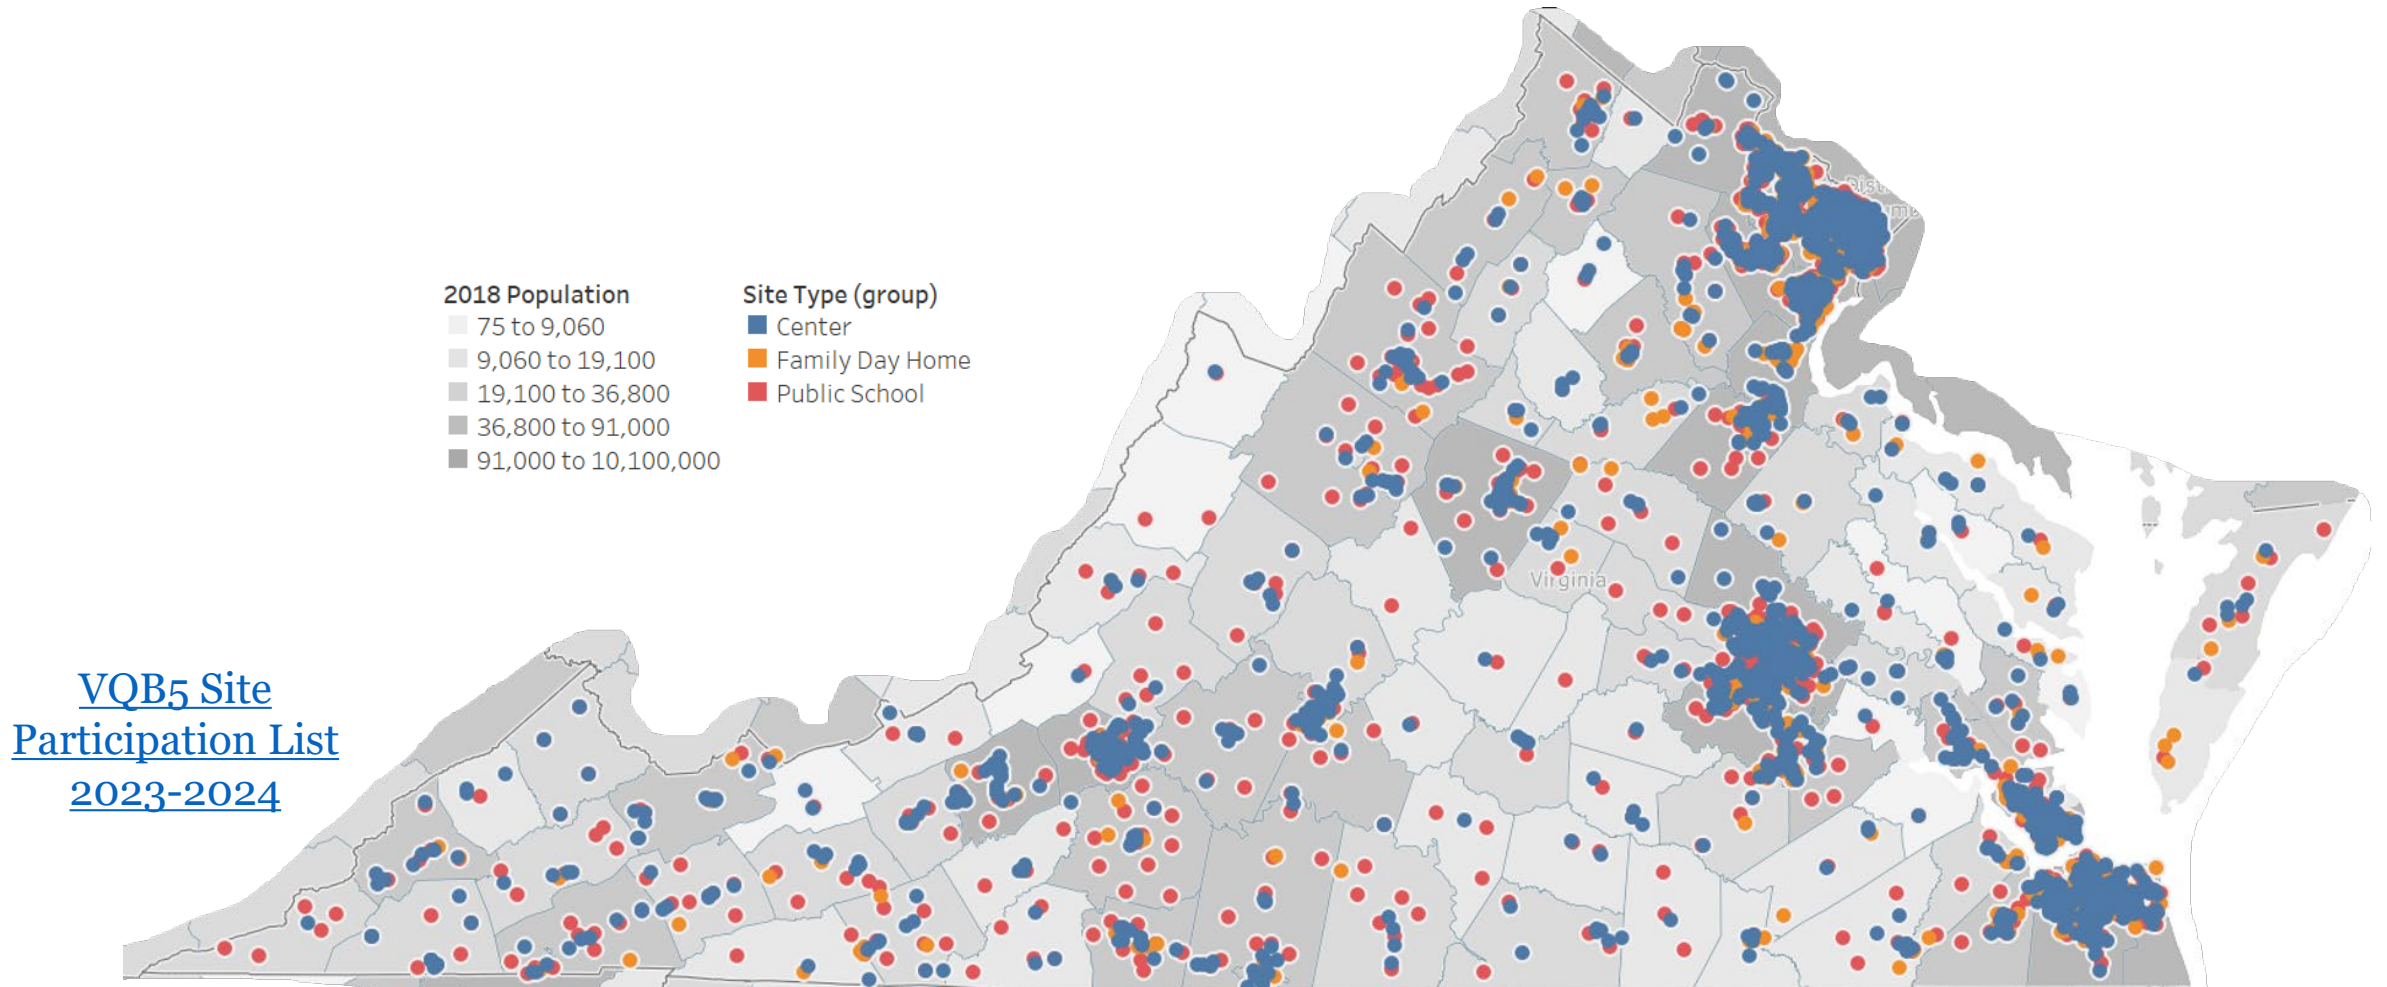 2018 Population
75 to 9,060
9,060 to 19,100
19,100 to 36,800
36,800 to 91,000
91,000 to 10,100,000
Site Type (group)
Center
Family Day Home
Public School
Virginia
VQB5 Site
Participation List
2023-2024